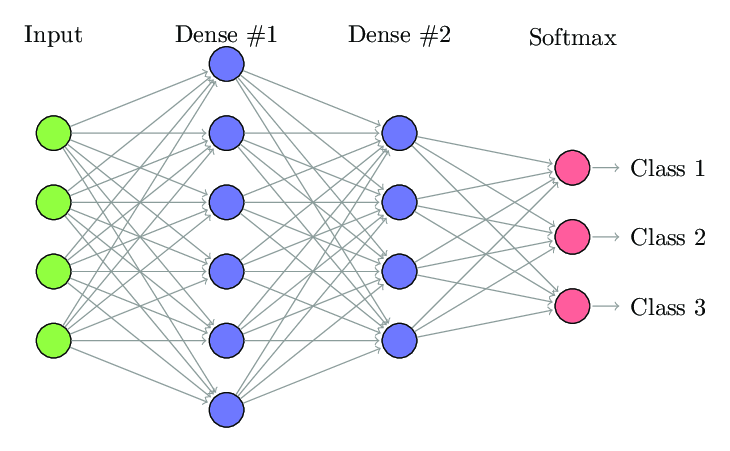 Input
Dense #1
Dense #2
Softmax
Class 1
Class 2
Class 3